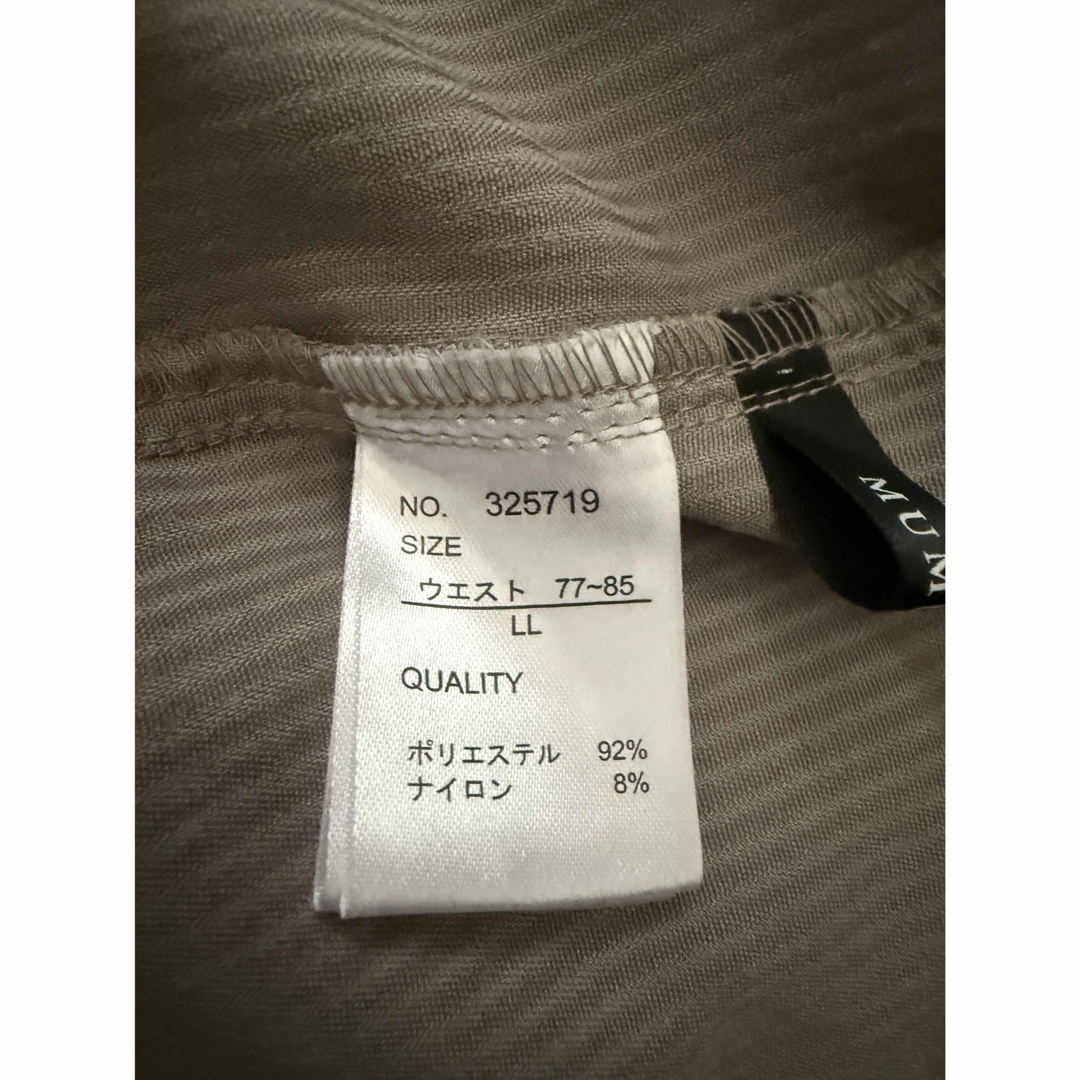 NO. 325719
SIZE
ウエスト 77~85
LL
QUALITY
ポリエステル 92%
ナイロン 8%